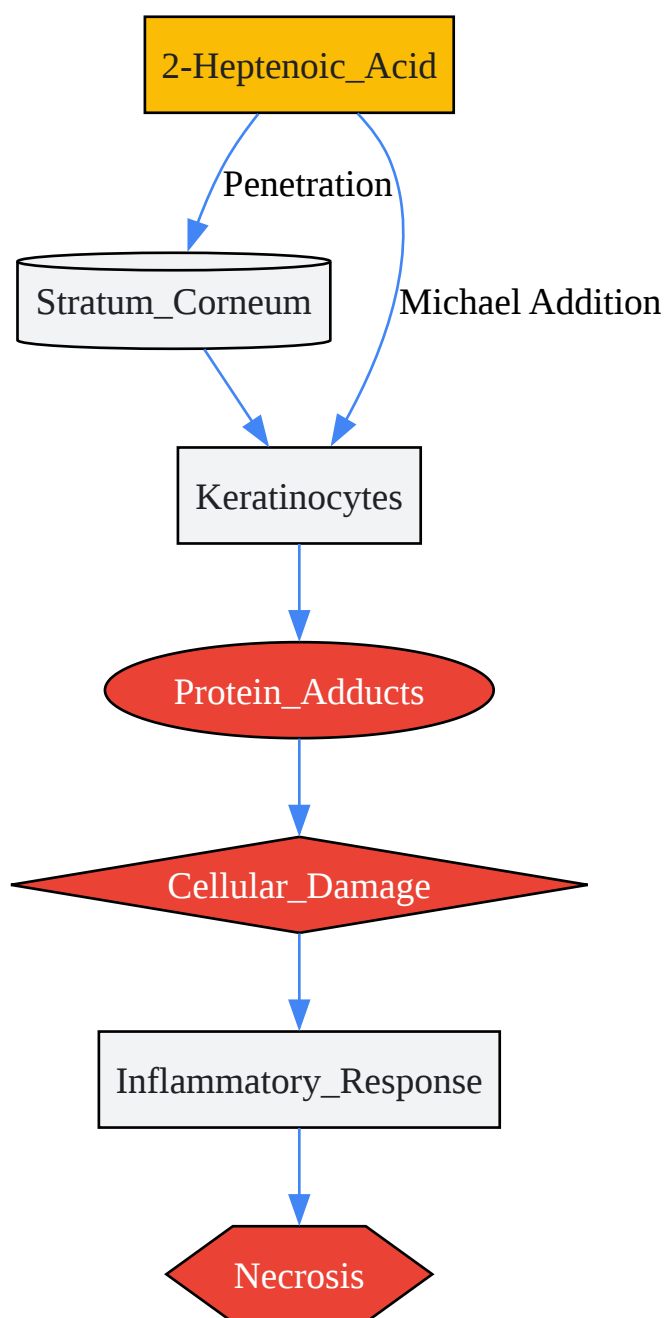 2-Heptenoic_Acid
Penetration
Stratum_Corneum
Michael Addition
Keratinocytes
Protein_Adducts
Cellular_Damage
Inflammatory_Response
Necrosis